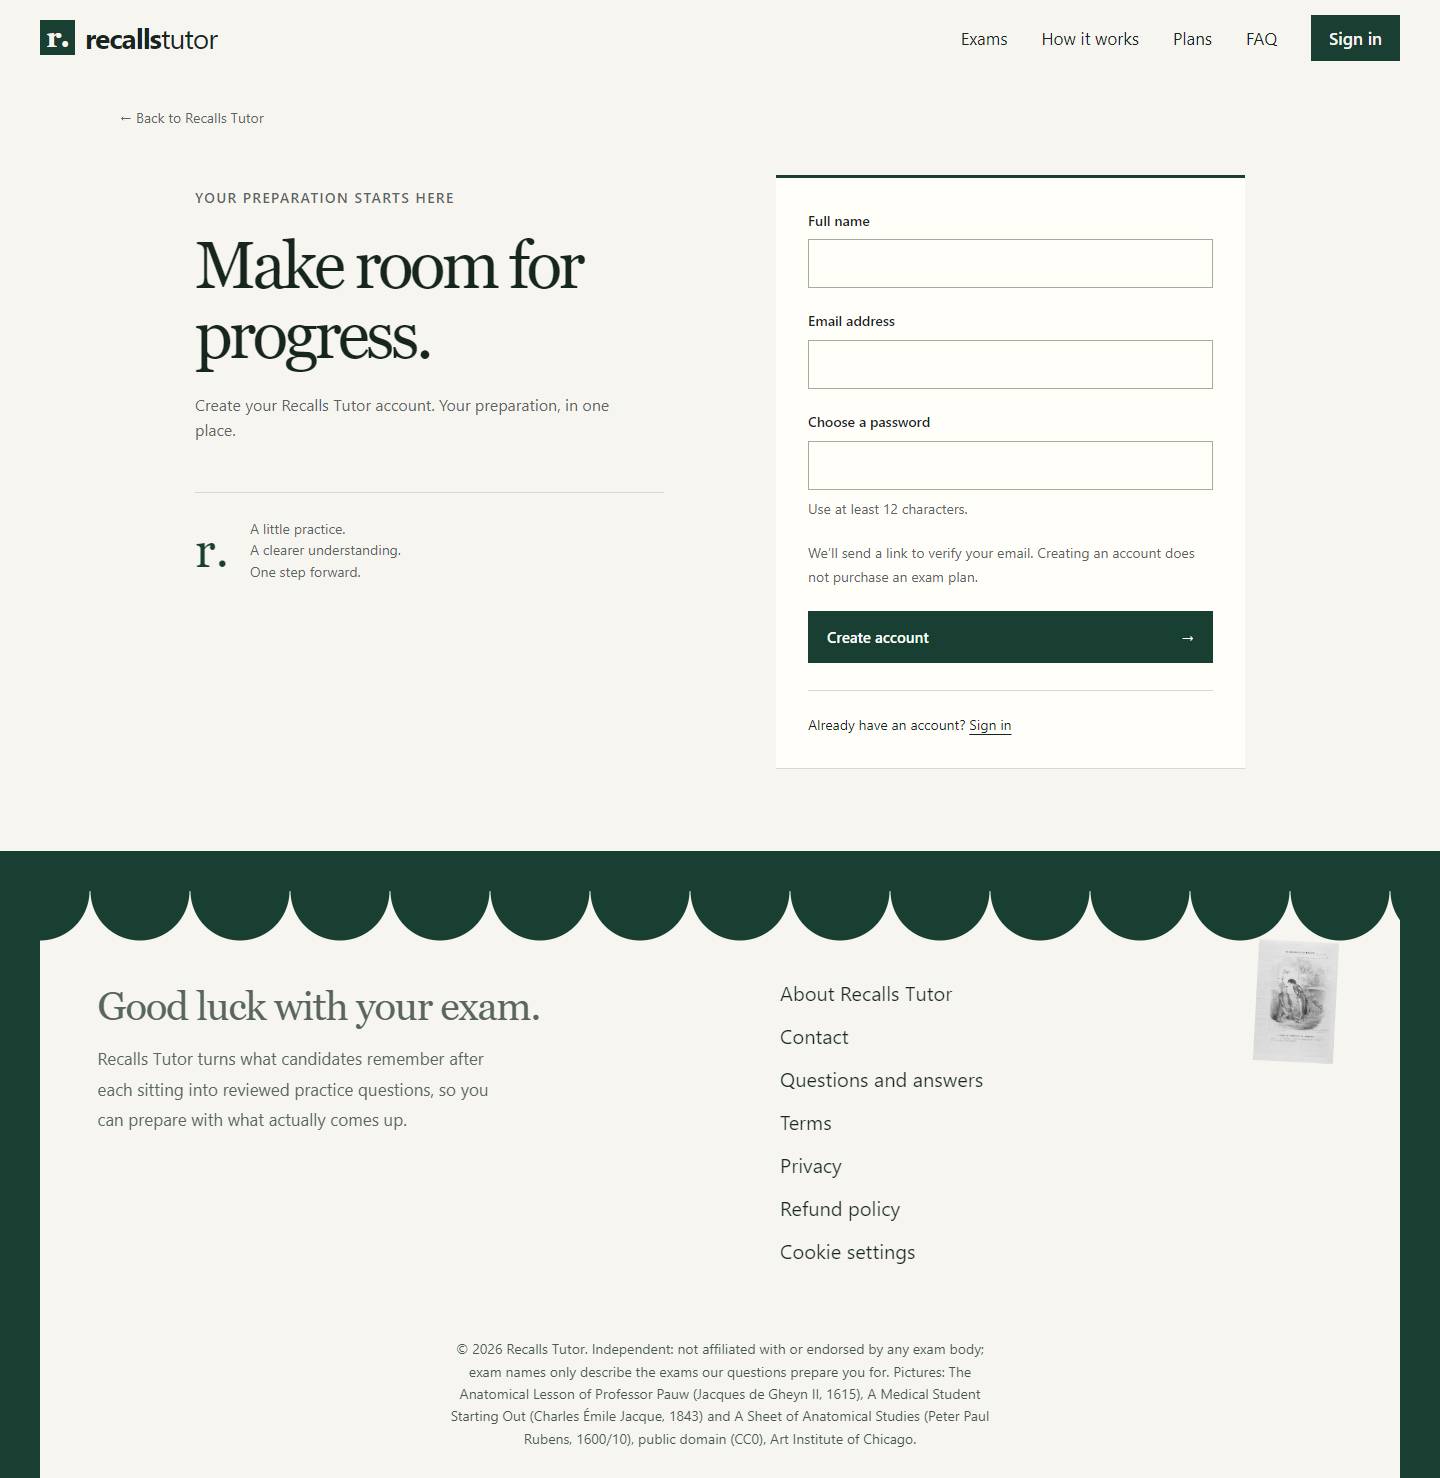 r. recallstutor
Exams
How it works
Plans
FAQ
Sign in
← Back to Recalls Tutor
YOUR PREPARATION STARTS HERE
Make room for
progress.
Create your Recalls Tutor account. Your preparation, in one
place.
r.
A little practice.
A clearer understanding.
One step forward.
Full name
Email address
Choose a password
Use at least 12 characters.
We’ll send a link to verify your email. Creating an account does
not purchase an exam plan.
Create account →
Already have an account? Sign in
Good luck with your exam.
Recalls Tutor turns what candidates remember after
each sitting into reviewed practice questions, so you
can prepare with what actually comes up.
About Recalls Tutor
Contact
Questions and answers
Terms
Privacy
Refund policy
Cookie settings
© 2026 Recalls Tutor. Independent: not affiliated with or endorsed by any exam body;
exam names only describe the exams our questions prepare you for. Pictures: The
Anatomical Lesson of Professor Pauw (Jacques de Gheyn II, 1615), A Medical Student
Starting Out (Charles Émile Jacque, 1843) and A Sheet of Anatomical Studies (Peter Paul
Rubens, 1600/10), public domain (CC0), Art Institute of Chicago.